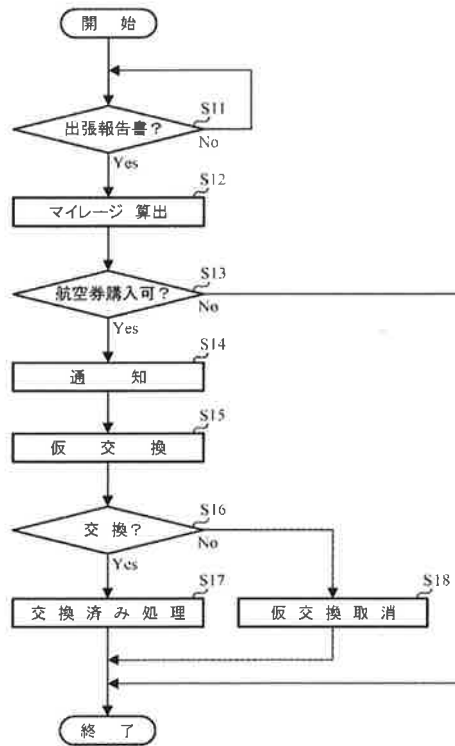 開 始
S11
出張報告書?
No
Yes
S12
マイレージ 算出
S13
航空券購入可?
No
Yes
S14
通 知
S15
仮 交 換
S16
交 換?
No
Yes
S17
交 換 済 み 処 理
S18
仮 交 換 取 消
終 了